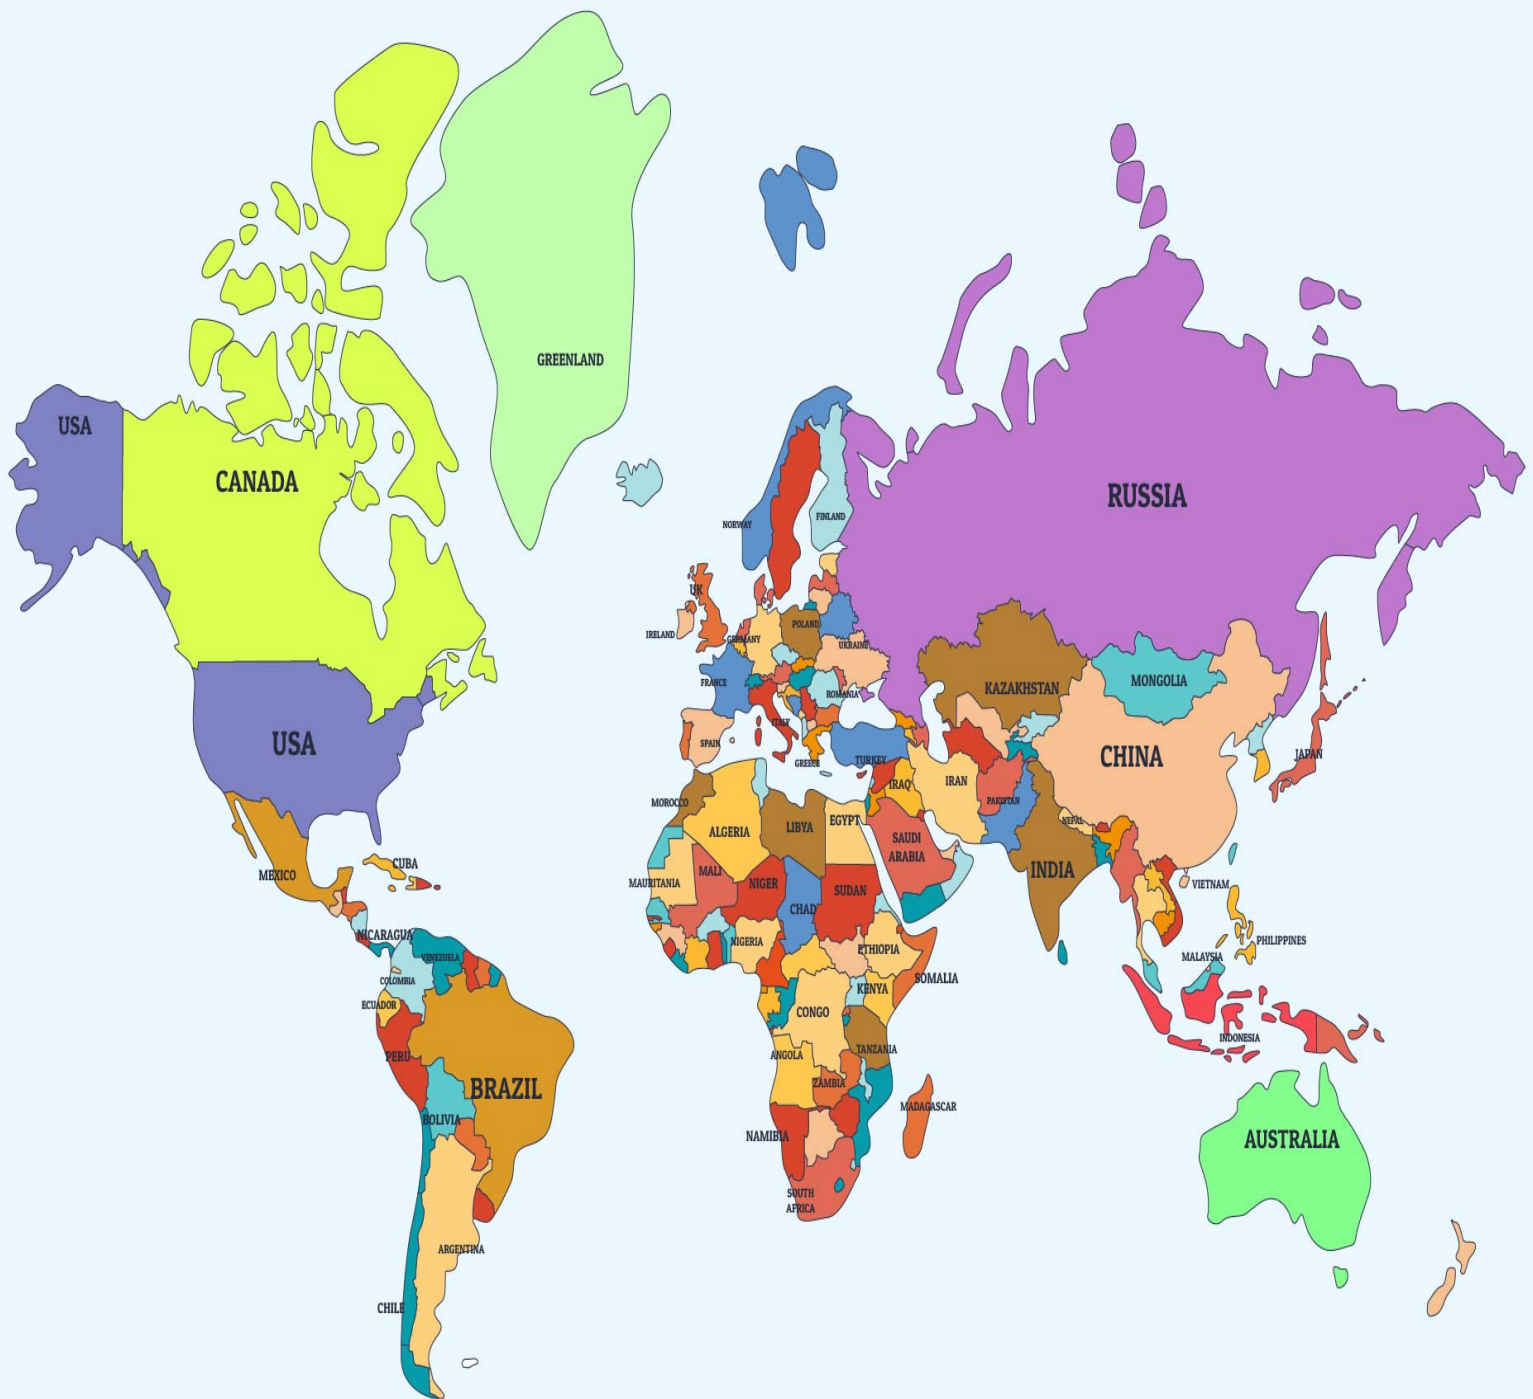 GREENLAND
USA
CANADA
RUSSIA
NORWAY
FINLAND
UK
IRELAND
GERMANY
POLAND
UKRAINE
FRANCE
ROMANIA
KAZAKHSTAN
MONGOLIA
USA
ITALY
SPAIN
GREECE
TURKEY
CHINA
JAPAN
MOROCCO
IRAQ
IRAN
PAKISTAN
ALGERIA
LIBYA
EGYPT
NEPAL
SAUDI
ARABIA
CUBA
MEXICO
MAURITANIA
MALI
NIGER
CHAD
SUDAN
INDIA
VIETNAM
NICARAGUA
NIGERIA
ETHIOPIA
PHILIPPINES
VENEZUELA
COLOMBIA
SOMALIA
MALAYSIA
ECUADOR
KENYA
CONGO
INDONESIA
PERU
ANGOLA
TANZANIA
BRAZIL
ZAMBIA
MADAGASCAR
BOLIVIA
NAMIBIA
AUSTRALIA
SOUTH
AFRICA
ARGENTINA
CHILE